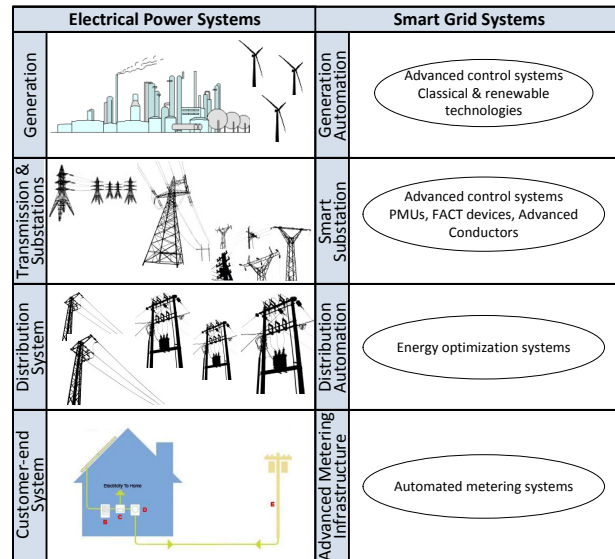 Electrical Power Systems
Smart Grid Systems
Generation
Generation
Automation
Advanced control systems
Classical & renewable
technologies
Transmission &
Substations
Smart
Substation
Advanced control systems
PMUs, FACT devices, Advanced
Conductors
Distribution
System
Distribution
Automation
Energy optimization systems
Customer-end
System
Electricity To Home
B
C
D
E
Advanced Metering
Infrastructure
Automated metering systems